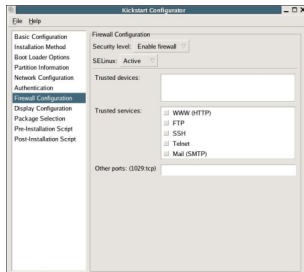 Kickstart Configurator
File Help
Basic Configuration
Installation Method
Boot Loader Options
Partition Information
Network Configuration
Authentication
Firewall Configuration
Display Configuration
Package Selection
Pre-Installation Script
Post-Installation Script
Firewall Configuration
Security level: Enable firewall
SELinux: Active
Trusted devices:
Trusted services:
WWW (HTTP)
FTP
SSH
Telnet
Mail (SMTP)
Other ports: (1029:tcp)